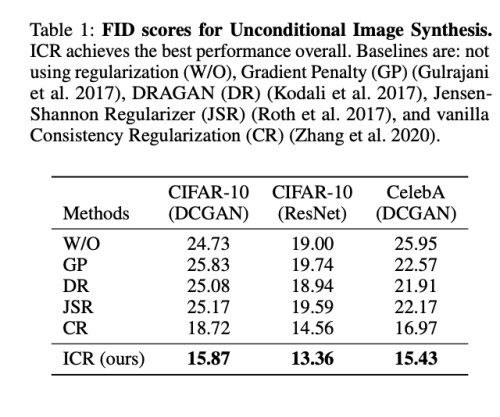 Table 1: FID scores for Unconditional Image Synthesis.
ICR achieves the best performance overall. Baselines are: not
using regularization (W/O), Gradient Penalty (GP) (Gulrajani
et al. 2017), DRAGAN (DR) (Kodali et al. 2017), Jensen-
Shannon Regularizer (JSR) (Roth et al. 2017), and vanilla
Consistency Regularization (CR) (Zhang et al. 2020).
CIFAR-10 CIFAR-10 CelebA
Methods (DCGAN) (ResNet) (DCGAN)
W/O 24.73 19.00 25.95
GP 25.83 19.74 22.57
DR 25.08 18.94 21.91
JSR 25.17 19.59 22.17
CR 18.72 14.56 16.97
ICR (ours) 15.87 13.36 15.43